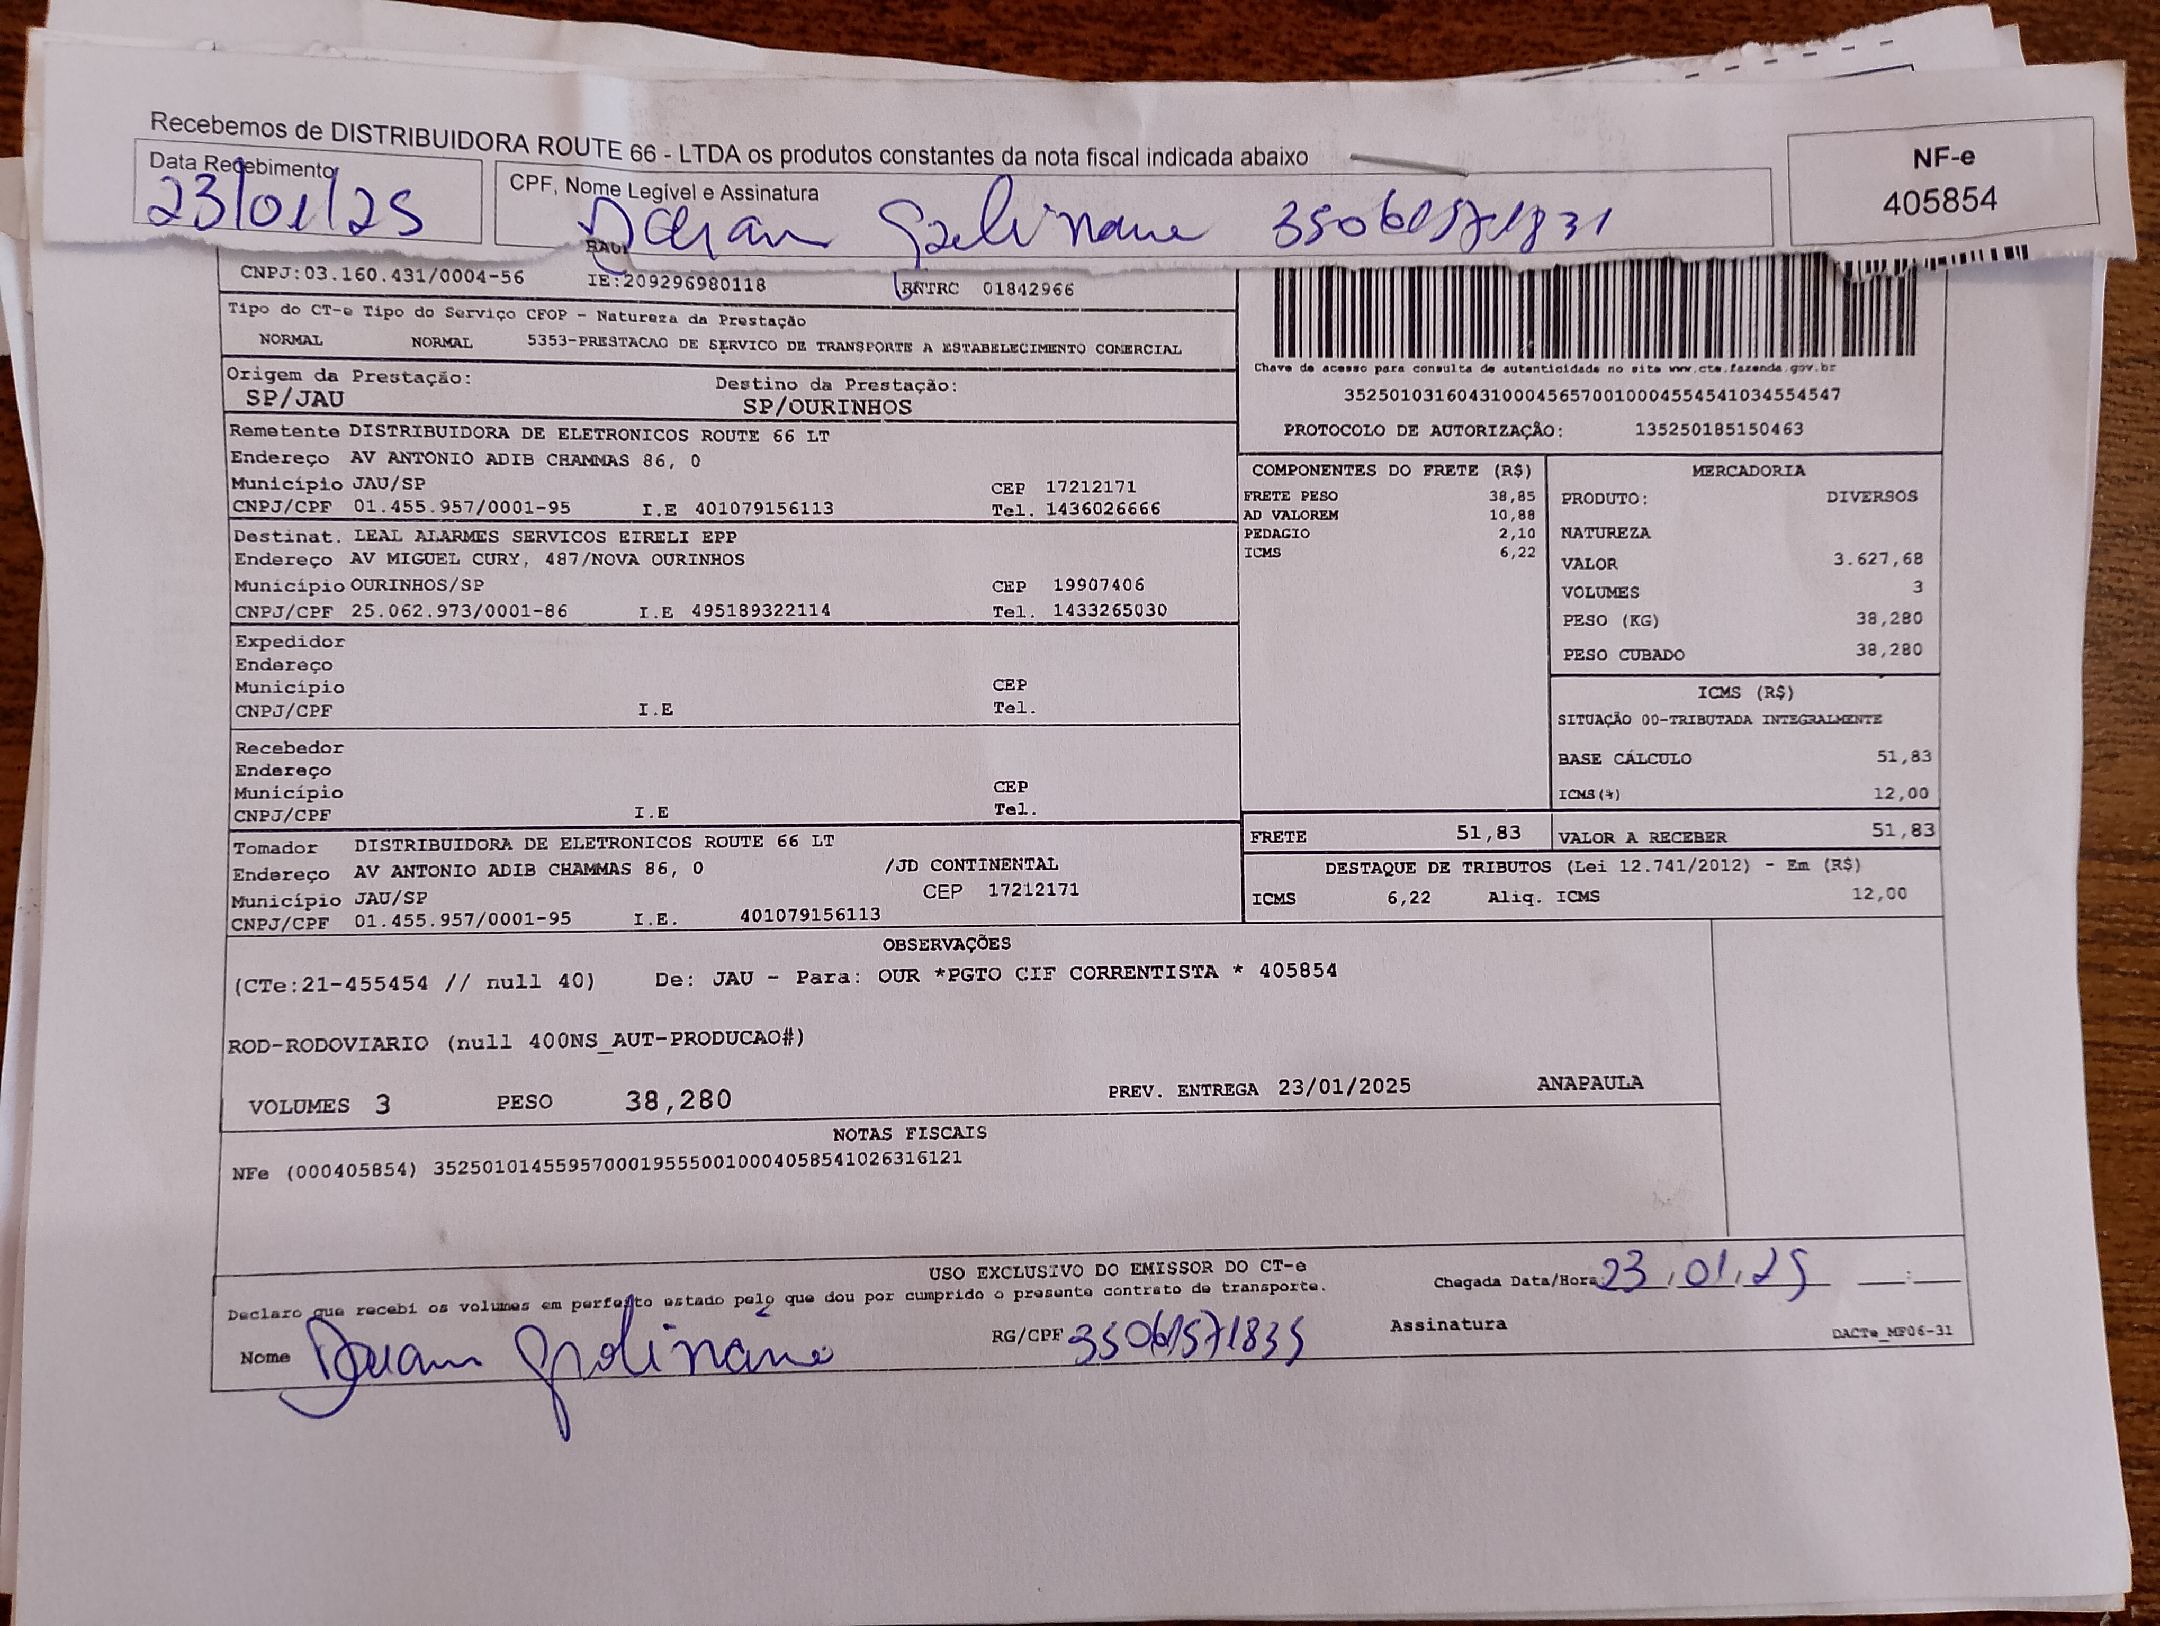 Recebemos de DISTRIBUIDORA ROUTE 66 - LTDA os produtos constantes da nota fiscal indicada abaixo
Data Recebimento
23/01/25
CPF, Nome Legível e Assinatura
NF-e
405854
CNPJ:03.160.431/0004-56 IE:209296980118 RNTRC 01842966
Tipo do CT-e Tipo do Serviço CFOP - Natureza da Prestação
NORMAL NORMAL 5353-PRESTACAO DE SERVICO DE TRANSPORTE A ESTABELECIMENTO COMERCIAL
Origem da Prestação: Destino da Prestação:
SP/JAU SP/OURINHOS
Chave de acesso para consulta de autenticidade no site www.cte.fazenda.gov.br
35250103160431000456570010004554541034554547
PROTOCOLO DE AUTORIZAÇÃO: 135250185150463
Remetente DISTRIBUIDORA DE ELETRONICOS ROUTE 66 LT
Endereço AV ANTONIO ADIB CHAMMAS 86, 0
Município JAU/SP CEP 17212171
CNPJ/CPF 01.455.957/0001-95 I.E 401079156113 Tel. 1436026666
Destinat. LEAL ALARMES SERVICOS EIRELI EPP
Endereço AV MIGUEL CURY, 487/NOVA OURINHOS
Município OURINHOS/SP CEP 19907406
CNPJ/CPF 25.062.973/0001-86 I.E 495189322114 Tel. 1433265030
Expedidor
Endereço
Município CEP
CNPJ/CPF I.E Tel.
Recebedor
Endereço
Município CEP
CNPJ/CPF I.E Tel.
Tomador DISTRIBUIDORA DE ELETRONICOS ROUTE 66 LT
Endereço AV ANTONIO ADIB CHAMMAS 86, 0 /JD CONTINENTAL
Município JAU/SP CEP 17212171
CNPJ/CPF 01.455.957/0001-95 I.E. 401079156113
COMPONENTES DO FRETE (R$)
FRETE PESO 38,85
AD VALOREM 10,88
PEDAGIO 2,10
ICMS 6,22
MERCADORIA
PRODUTO: DIVERSOS
NATUREZA
VALOR 3.627,68
VOLUMES 3
PESO (KG) 38,280
PESO CUBADO 38,280
ICMS (R$)
SITUAÇÃO 00-TRIBUTADA INTEGRALMENTE
BASE CÁLCULO 51,83
ICMS(%) 12,00
FRETE 51,83 VALOR A RECEBER 51,83
DESTAQUE DE TRIBUTOS (Lei 12.741/2012) - Em (R$)
ICMS 6,22 Aliq. ICMS 12,00
OBSERVAÇÕES
(CTe:21-455454 // null 40) De: JAU - Para: OUR *PGTO CIF CORRENTISTA * 405854
ROD-RODOVIARIO (null 400NS_AUT-PRODUCAO#)
VOLUMES 3 PESO 38,280 PREV. ENTREGA 23/01/2025 ANAPAULA
NOTAS FISCAIS
NFe (000405854) 35250101455957000195550010004058541026316121
USO EXCLUSIVO DO EMISSOR DO CT-e
Declaro que recebi os volumes em perfeito estado pelo que dou por cumprido o presente contrato de transporte.
Chegada Data/Hora 23/01/25 __:__
Nome RG/CPF Assinatura
DACTe_MF06-31